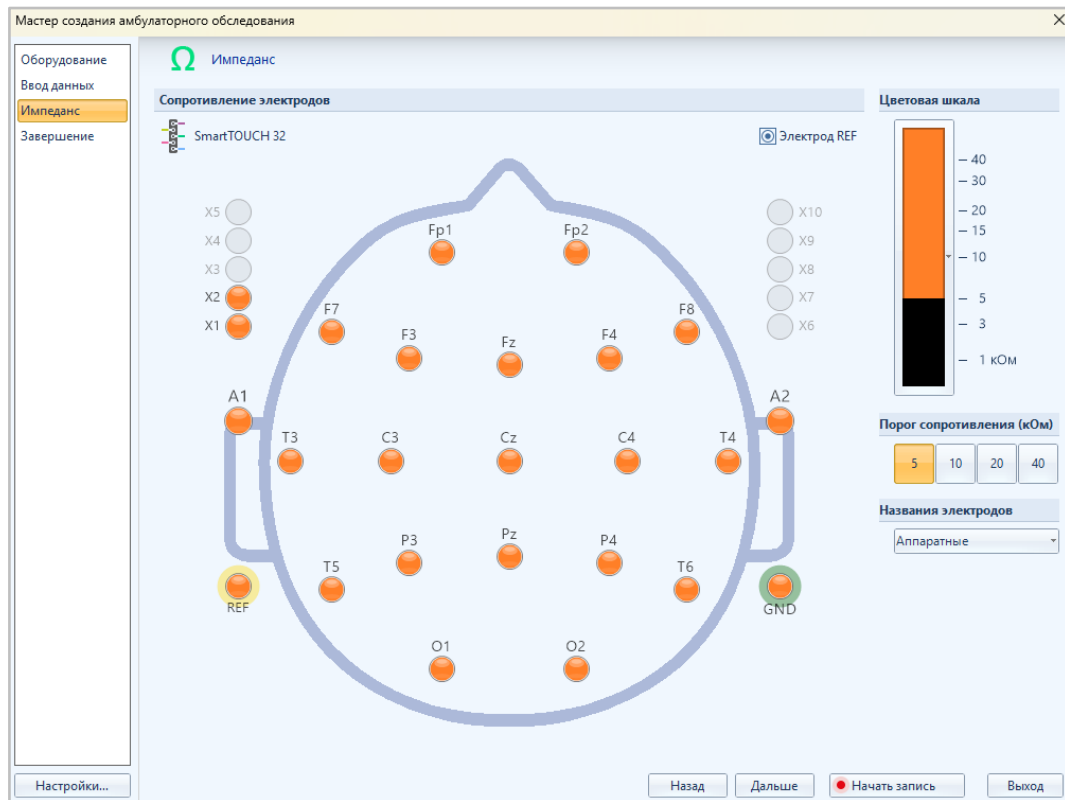 Мастер создания амбулаторного обследования
Оборудование
Ввод данных
Импеданс
Завершение
Ω Импеданс
Сопротивление электродов
SmartTOUCH 32
Электрод REF
X5
X4
X3
X2
X1
X10
X9
X8
X7
X6
Fp1 Fp2
F7 F3 Fz F4 F8
A1 A2
T3 C3 Cz C4 T4
T5 P3 Pz P4 T6
REF GND
O1 O2
Цветовая шкала
40
30
20
15
10
5
3
1 кОм
Порог сопротивления (кОм)
5 10 20 40
Названия электродов
Аппаратные
Настройки...
Назад Дальше Начать запись Выход